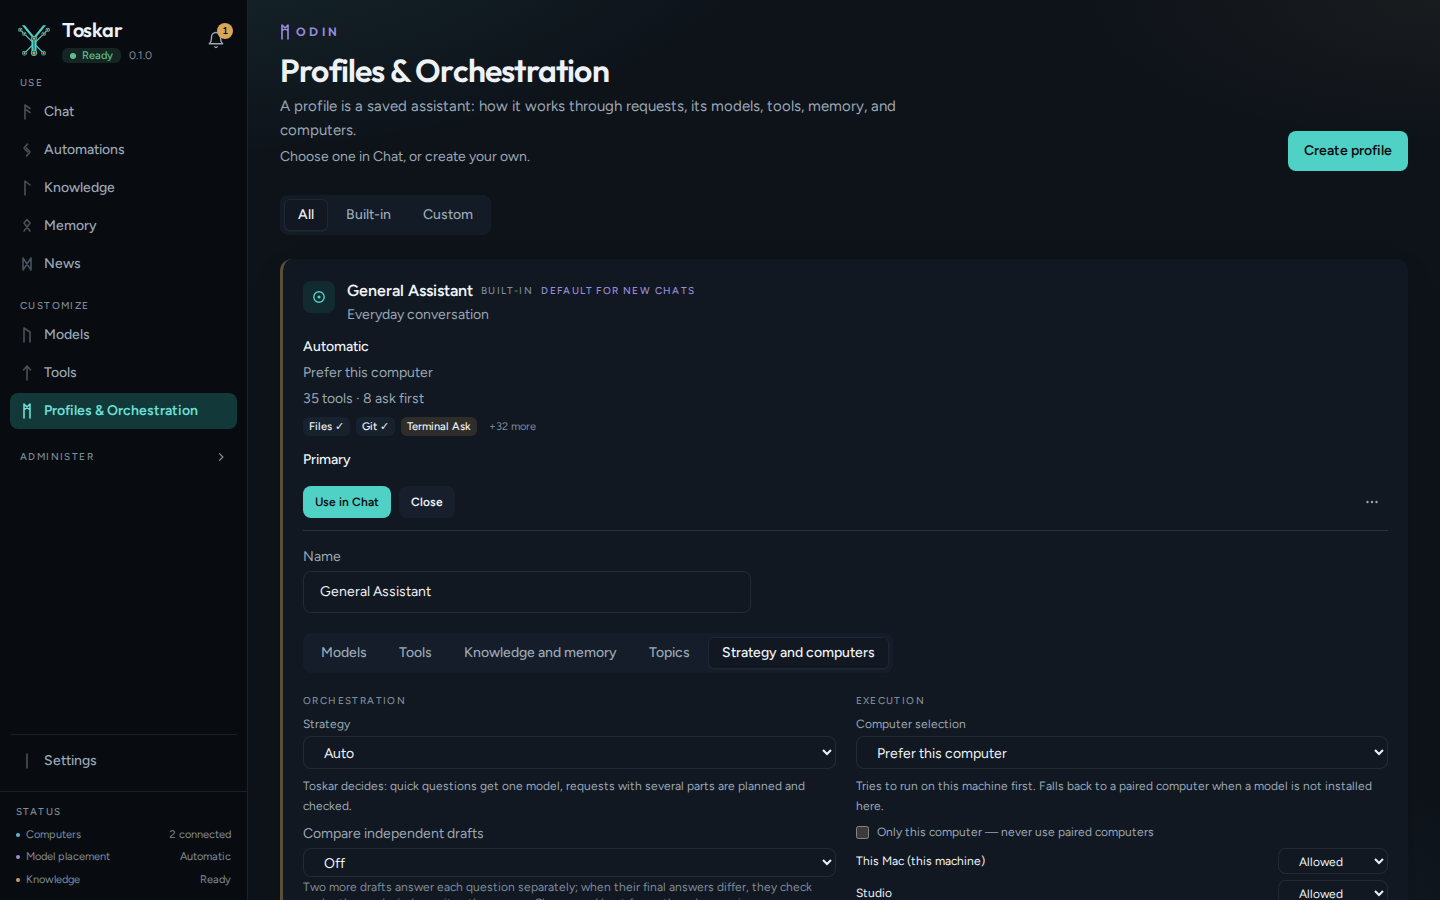 Toskar
1
Ready 0.1.0
USE
Chat
Automations
Knowledge
Memory
News
CUSTOMIZE
Models
Tools
Profiles & Orchestration
ADMINISTER
Settings
STATUS
Computers 2 connected
Model placement Automatic
Knowledge Ready
ODIN
Profiles & Orchestration
A profile is a saved assistant: how it works through requests, its models, tools, memory, and
computers.
Choose one in Chat, or create your own.
Create profile
All Built-in Custom
General Assistant BUILT-IN DEFAULT FOR NEW CHATS
Everyday conversation
Automatic
Prefer this computer
35 tools · 8 ask first
Files ✓ Git ✓ Terminal Ask +32 more
Primary
Use in Chat Close ···
Name
General Assistant
Models Tools Knowledge and memory Topics Strategy and computers
ORCHESTRATION
Strategy
Auto
Toskar decides: quick questions get one model, requests with several parts are planned and
checked.
Compare independent drafts
Off
Two more drafts answer each question separately; when their final answers differ, they check
EXECUTION
Computer selection
Prefer this computer
Tries to run on this machine first. Falls back to a paired computer when a model is not installed
here.
Only this computer — never use paired computers
This Mac (this machine) Allowed
Studio Allowed